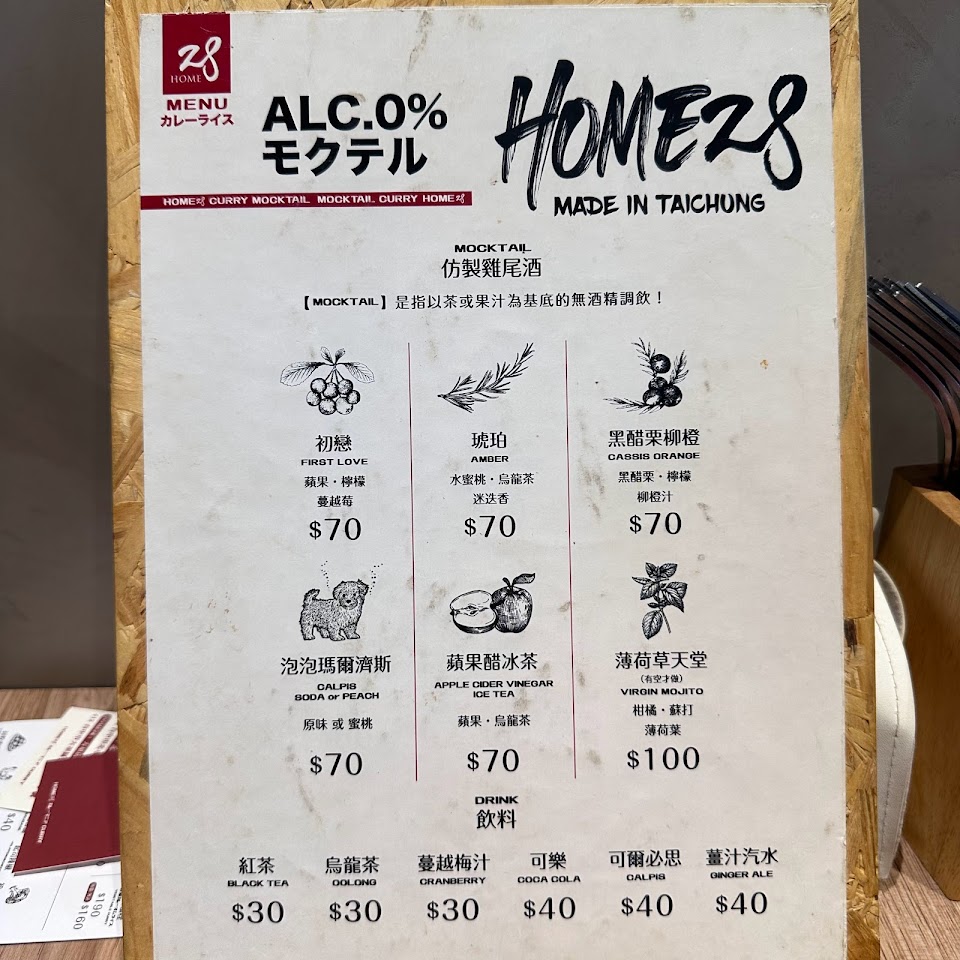 28
HOME
MENU
カレーライス
ALC.0%
モクテル
HOME28
MADE IN TAICHUNG
HOME28 CURRY MOCKTAIL MOCKTAIL CURRY HOME28
MOCKTAIL
仿製雞尾酒
【MOCKTAIL】是指以茶或果汁為基底的無酒精調飲！
初戀
FIRST LOVE
蘋果・檸檬
蔓越莓
$70
琥珀
AMBER
水蜜桃・烏龍茶
迷迭香
$70
黑醋栗柳橙
CASSIS ORANGE
黑醋栗・檸檬
柳橙汁
$70
泡泡瑪爾濟斯
CALPIS
SODA or PEACH
原味 或 蜜桃
$70
蘋果醋冰茶
APPLE CIDER VINEGAR
ICE TEA
蘋果・烏龍茶
$70
薄荷草天堂
(有空才做)
VIRGIN MOJITO
柑橘・蘇打
薄荷葉
$100
DRINK
飲料
紅茶
BLACK TEA
$30
烏龍茶
OOLONG
$30
蔓越梅汁
CRANBERRY
$30
可樂
COCA COLA
$40
可爾必思
CALPIS
$40
薑汁汽水
GINGER ALE
$40
$40
$190
$160